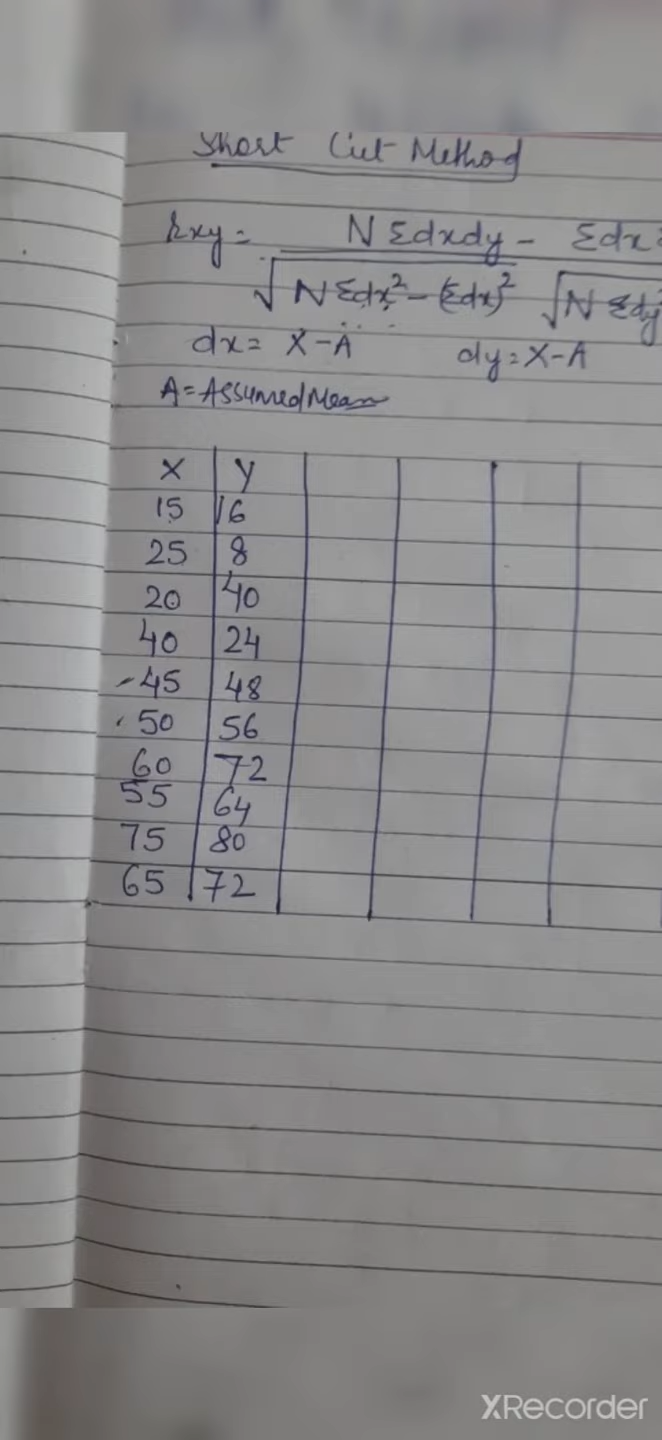 Short Cut Method
rxy = N Σdxdy - Σdx
√NΣdx² - (Σdx)² √NΣdy²
dx = X-A dy = X-A
A = Assumed Mean
X Y
15 16
25 8
20 40
40 24
45 48
50 56
60 72
55 64
75 80
65 72
XRecorder